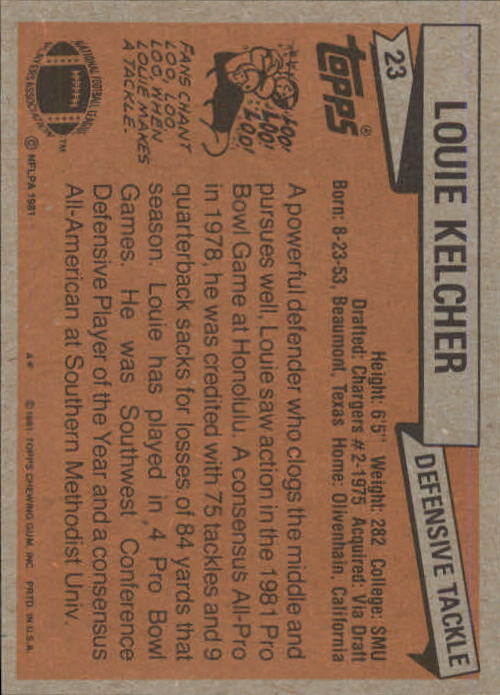 23
LOUIE KELCHER
DEFENSIVE TACKLE
TOPPS®
Height: 6'5" Weight: 282 College: SMU
Drafted: Chargers #2-1975 Acquired: Via Draft
Born: 8-23-53, Beaumont, Texas Home: Olivenhain, California
A powerful defender who clogs the middle and
pursues well, Louie saw action in the 1981 Pro
Bowl Game at Honolulu. A consensus All-Pro
in 1978, he was credited with 75 tackles and 9
quarterback sacks for losses of 84 yards that
season. Louie has played in 4 Pro Bowl
Games. He was Southwest Conference
Defensive Player of the Year and a consensus
All-American at Southern Methodist Univ.
LOO!
LOO!
LOO!
FANS CHANT
LOO, LOO
LOO, WHEN
LOUIE MAKES
A TACKLE.
NATIONAL FOOTBALL LEAGUE
PLAYERS ASSOCIATION
TM
© NFLPA 1981
A* © 1981 TOPPS CHEWING GUM, INC. PRTD. IN U.S.A.